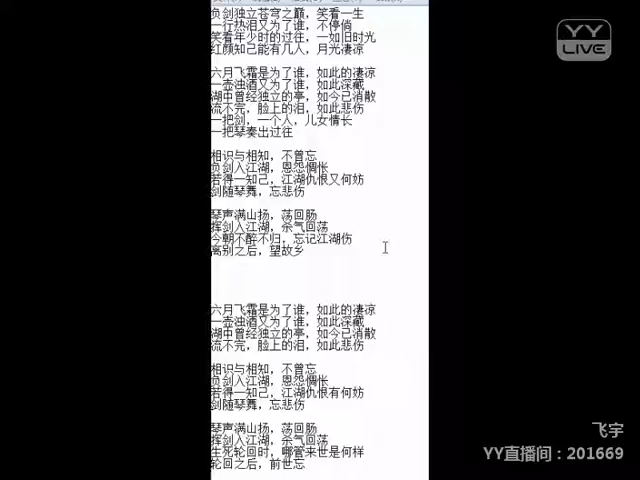 负剑独立苍穹之巅，笑看一生
一行热泪又为了谁，不停倘
笑看年少时的过往，一如旧时光
红颜知己能有几人，月光凄凉
六月飞霜是为了谁，如此的凄凉
一壶浊酒又为了谁，如此深藏
湖中曾经独立的亭，如今已消散
流不完，脸上的泪，如此悲伤
一把剑，一个人，儿女情长
一把琴奏出过往
相识与相知，不曾忘
负剑入江湖，恩怨惆怅
若得一知己，江湖仇恨又何妨
剑随琴舞，忘悲伤
琴声满山扬，荡回肠
挥剑入江湖，杀气回荡
今朝不醉不归，忘记江湖伤
离别之后，望故乡
六月飞霜是为了谁，如此的凄凉
一壶浊酒又为了谁，如此深藏
湖中曾经独立的亭，如今已消散
流不完，脸上的泪，如此悲伤
相识与相知，不曾忘
负剑入江湖，恩怨惆怅
若得一知己，江湖仇恨有何妨
剑随琴舞，忘悲伤
琴声满山扬，荡回肠
挥剑入江湖，杀气回荡
生死轮回时，哪管来世是何样
轮回之后，前世忘
YY
LIVE
飞宇
YY直播间：201669